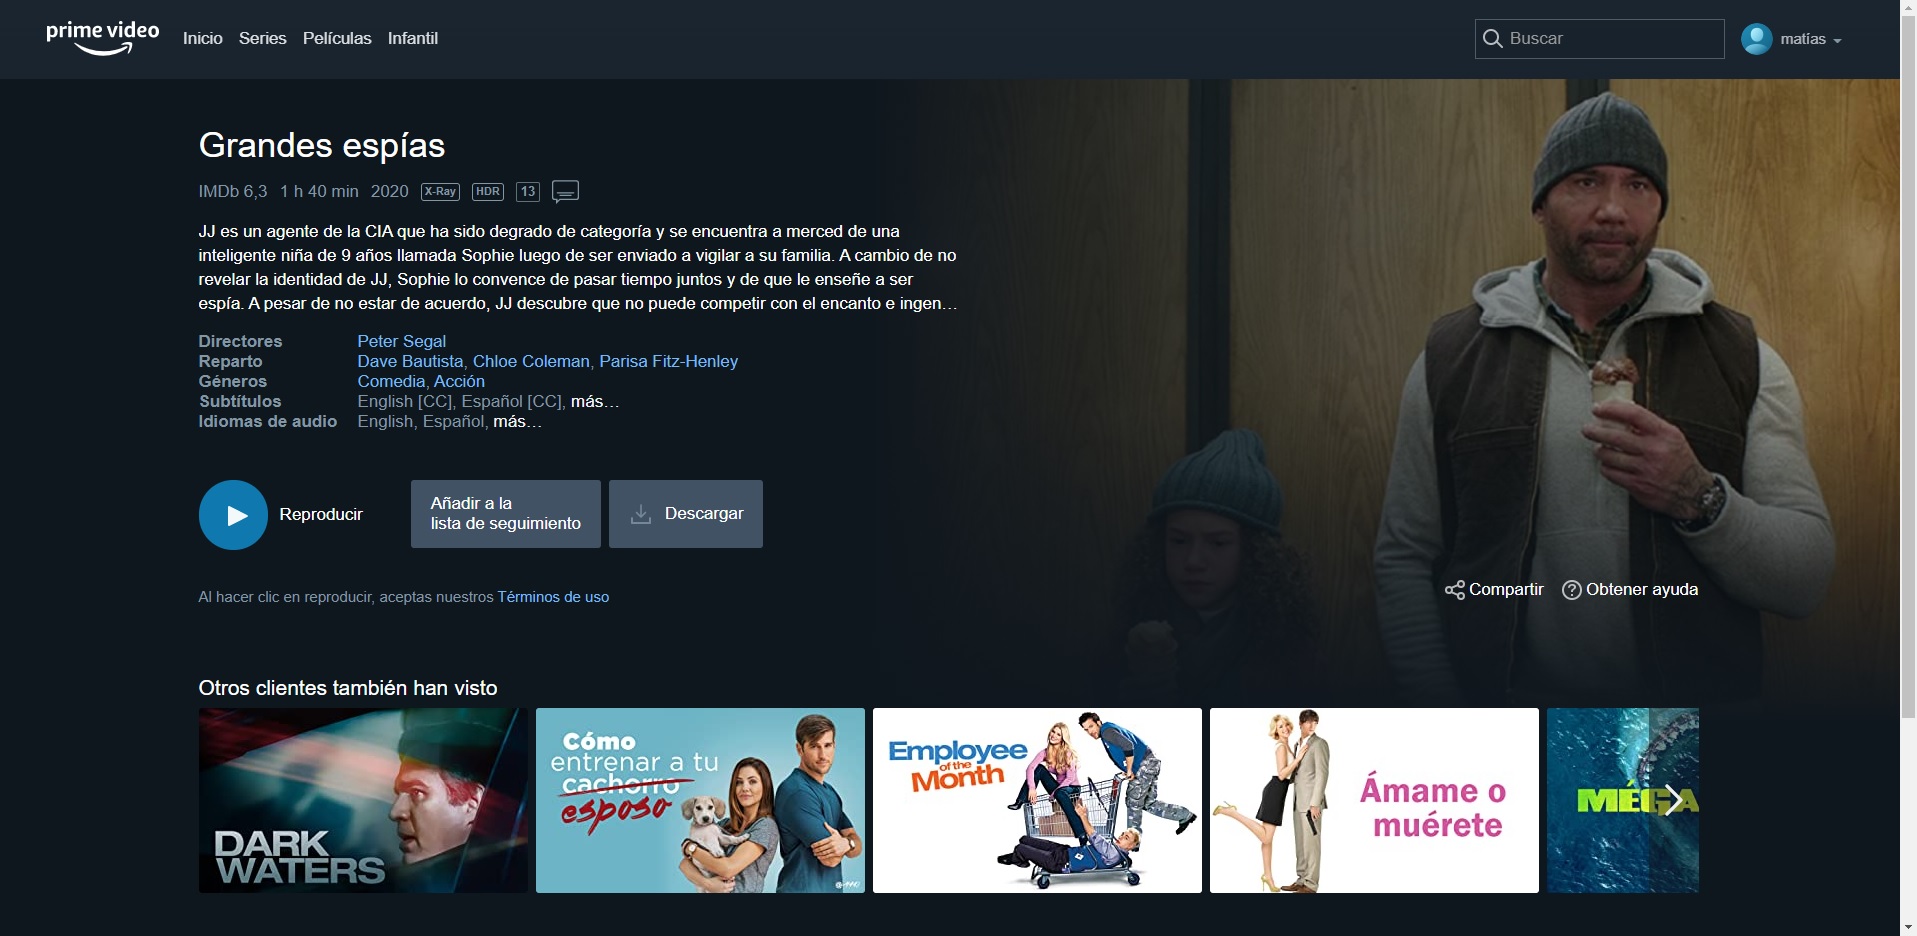 prime video
Inicio Series Películas Infantil
Buscar
matías
Grandes espías
IMDb 6,3 1 h 40 min 2020 X-Ray HDR 13
JJ es un agente de la CIA que ha sido degrado de categoría y se encuentra a merced de una
inteligente niña de 9 años llamada Sophie luego de ser enviado a vigilar a su familia. A cambio de no
revelar la identidad de JJ, Sophie lo convence de pasar tiempo juntos y de que le enseñe a ser
espía. A pesar de no estar de acuerdo, JJ descubre que no puede competir con el encanto e ingen…
Directores Peter Segal
Reparto Dave Bautista, Chloe Coleman, Parisa Fitz-Henley
Géneros Comedia, Acción
Subtítulos English [CC], Español [CC], más…
Idiomas de audio English, Español, más…
Reproducir
Añadir a la
lista de seguimiento
Descargar
Al hacer clic en reproducir, aceptas nuestros Términos de uso
Compartir
Obtener ayuda
Otros clientes también han visto
DARK
WATERS
Cómo
entrenar a tu
cachorro
esposo
Employee
of the
Month
Ámame o
muérete
MÉGA